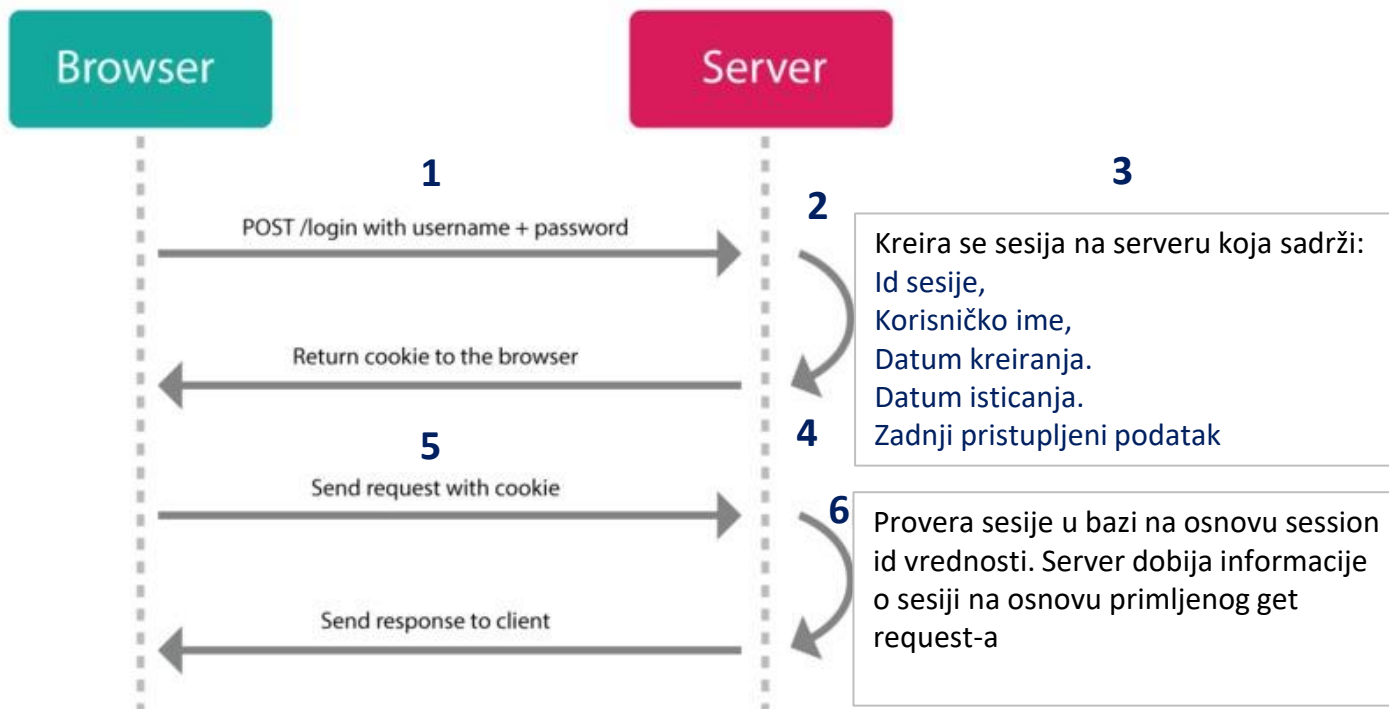 Browser
Server
1
POST /login with username + password
2
3
Kreira se sesija na serveru koja sadrži:
Id sesije,
Korisničko ime,
Datum kreiranja.
Datum isticanja.
Zadnji pristupljeni podatak
Return cookie to the browser
4
5
Send request with cookie
6
Provera sesije u bazi na osnovu session
id vrednosti. Server dobija informacije
o sesiji na osnovu primljenog get
request-a
Send response to client